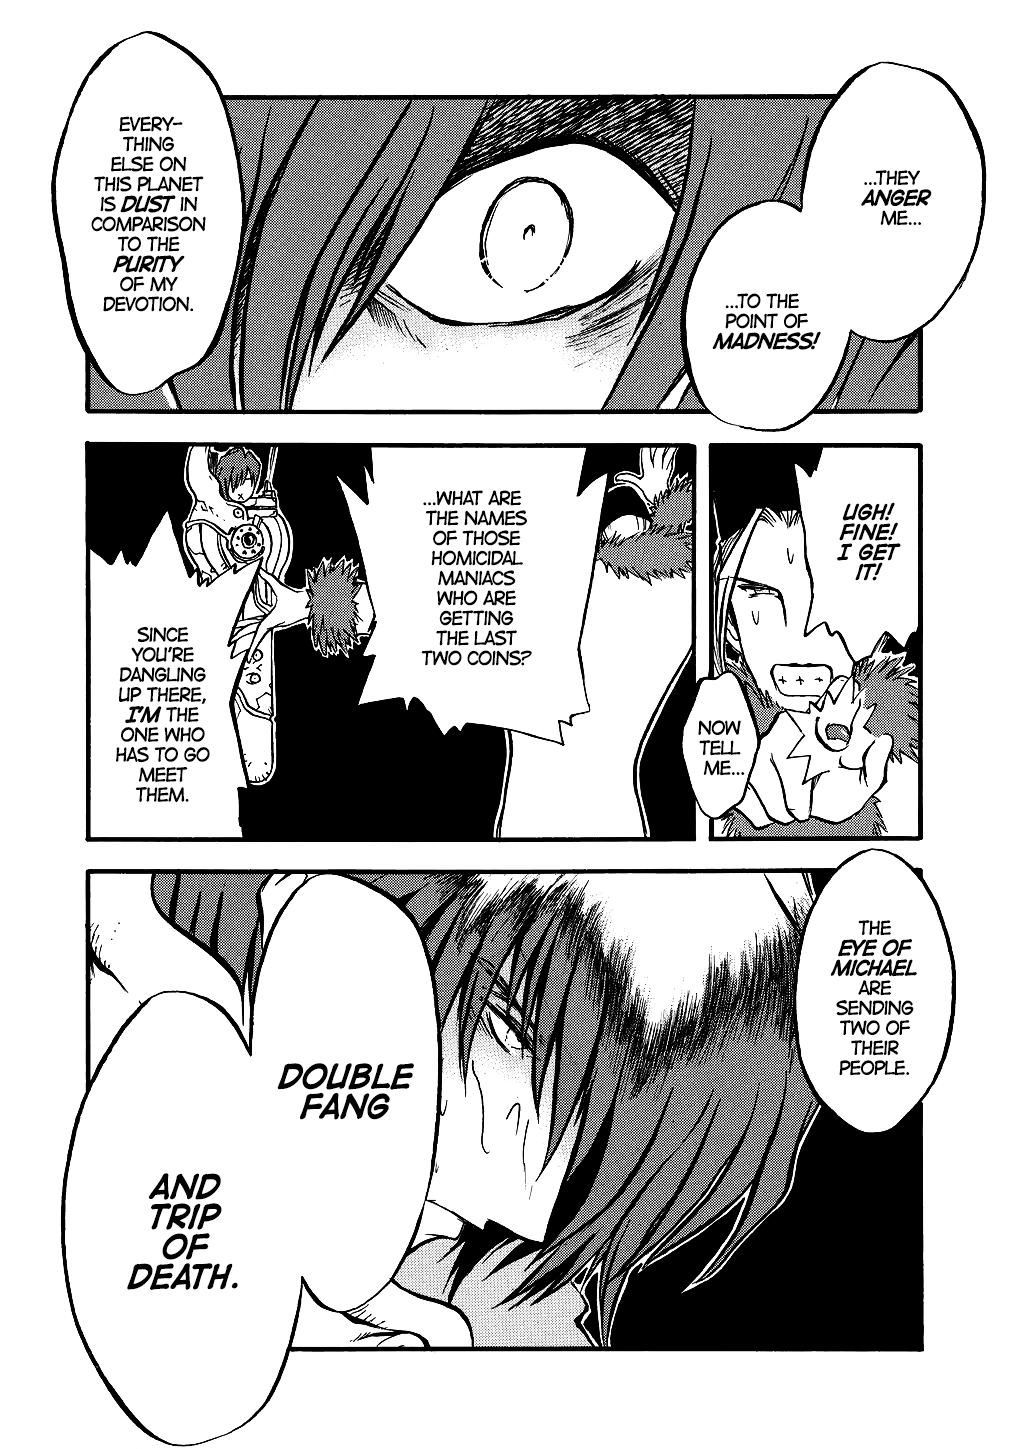 ...THEY
ANGER
ME...
...TO THE
POINT OF
MADNESS!
EVERY-
THING
ELSE ON
THIS PLANET
IS DUST IN
COMPARISON
TO THE
PURITY
OF MY
DEVOTION.
UGH!
FINE!
I GET
IT!
NOW
TELL
ME...
...WHAT ARE
THE NAMES
OF THOSE
HOMICIDAL
MANIACS
WHO ARE
GETTING
THE LAST
TWO COINS?
SINCE
YOU'RE
DANGLING
UP THERE,
I'M THE
ONE WHO
HAS TO GO
MEET
THEM.
THE
EYE OF
MICHAEL
ARE
SENDING
TWO OF
THEIR
PEOPLE.
DOUBLE
FANG
AND
TRIP
OF
DEATH.